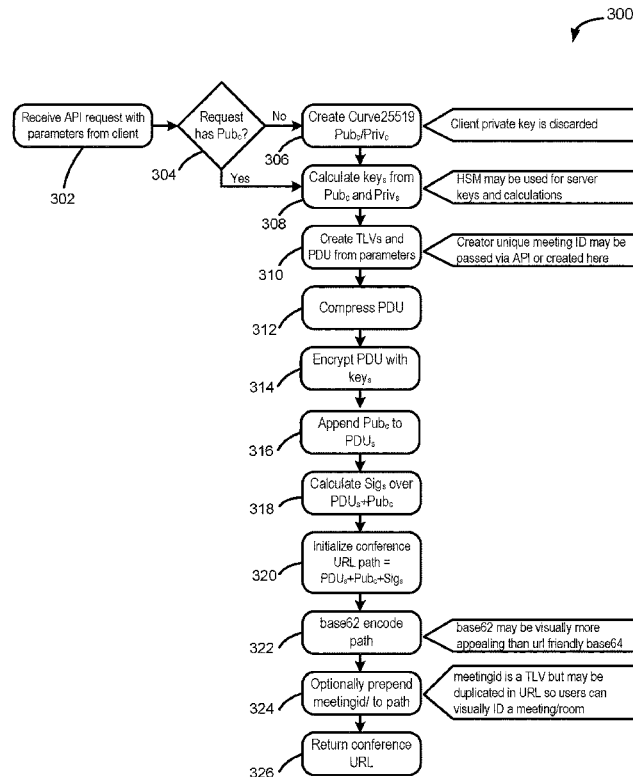 300
Receive API request with
parameters from client
302
Request
has Pubc?
304
No
Yes
Create Curve25519
Pubc/Privc
306
Client private key is discarded
Calculate keys from
Pubc and Privs
308
HSM may be used for server
keys and calculations
Create TLVs and
PDU from parameters
310
Creator unique meeting ID may be
passed via API or created here
Compress PDU
312
Encrypt PDU with
keys
314
Append Pubc to
PDUs
316
Calculate Sigs over
PDUs+Pubc
318
Initialize conference
URL path =
PDUs+Pubc+Sigs
320
base62 encode
path
322
base62 may be visually more
appealing than url friendly base64
Optionally prepend
meetingid/ to path
324
meetingid is a TLV but may be
duplicated in URL so users can
visually ID a meeting/room
Return conference
URL
326